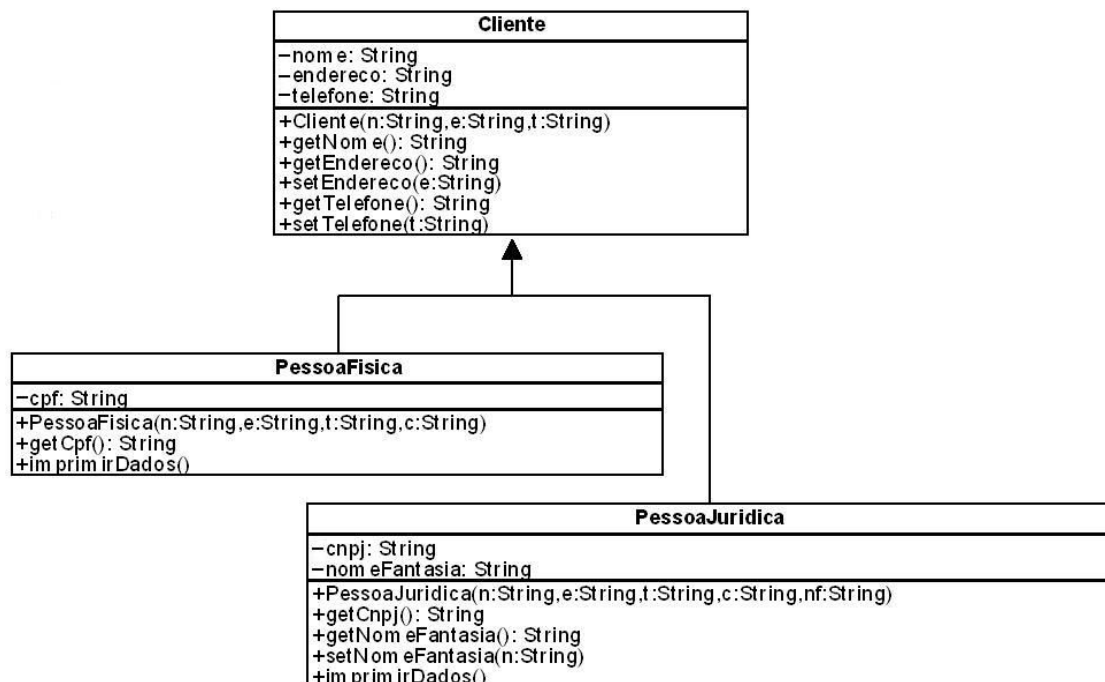 Cliente
−nome: String
−endereco: String
−telefone: String
+Cliente(n:String,e:String,t:String)
+getNome(): String
+getEndereco(): String
+setEndereco(e:String)
+getTelefone(): String
+setTelefone(t:String)
PessoaFisica
−cpf: String
+PessoaFisica(n:String,e:String,t:String,c:String)
+getCpf(): String
+imprimirDados()
PessoaJuridica
−cnpj: String
−nomeFantasia: String
+PessoaJuridica(n:String,e:String,t:String,c:String,nf:String)
+getCnpj(): String
+getNomeFantasia(): String
+setNomeFantasia(n:String)
+imprimirDados()